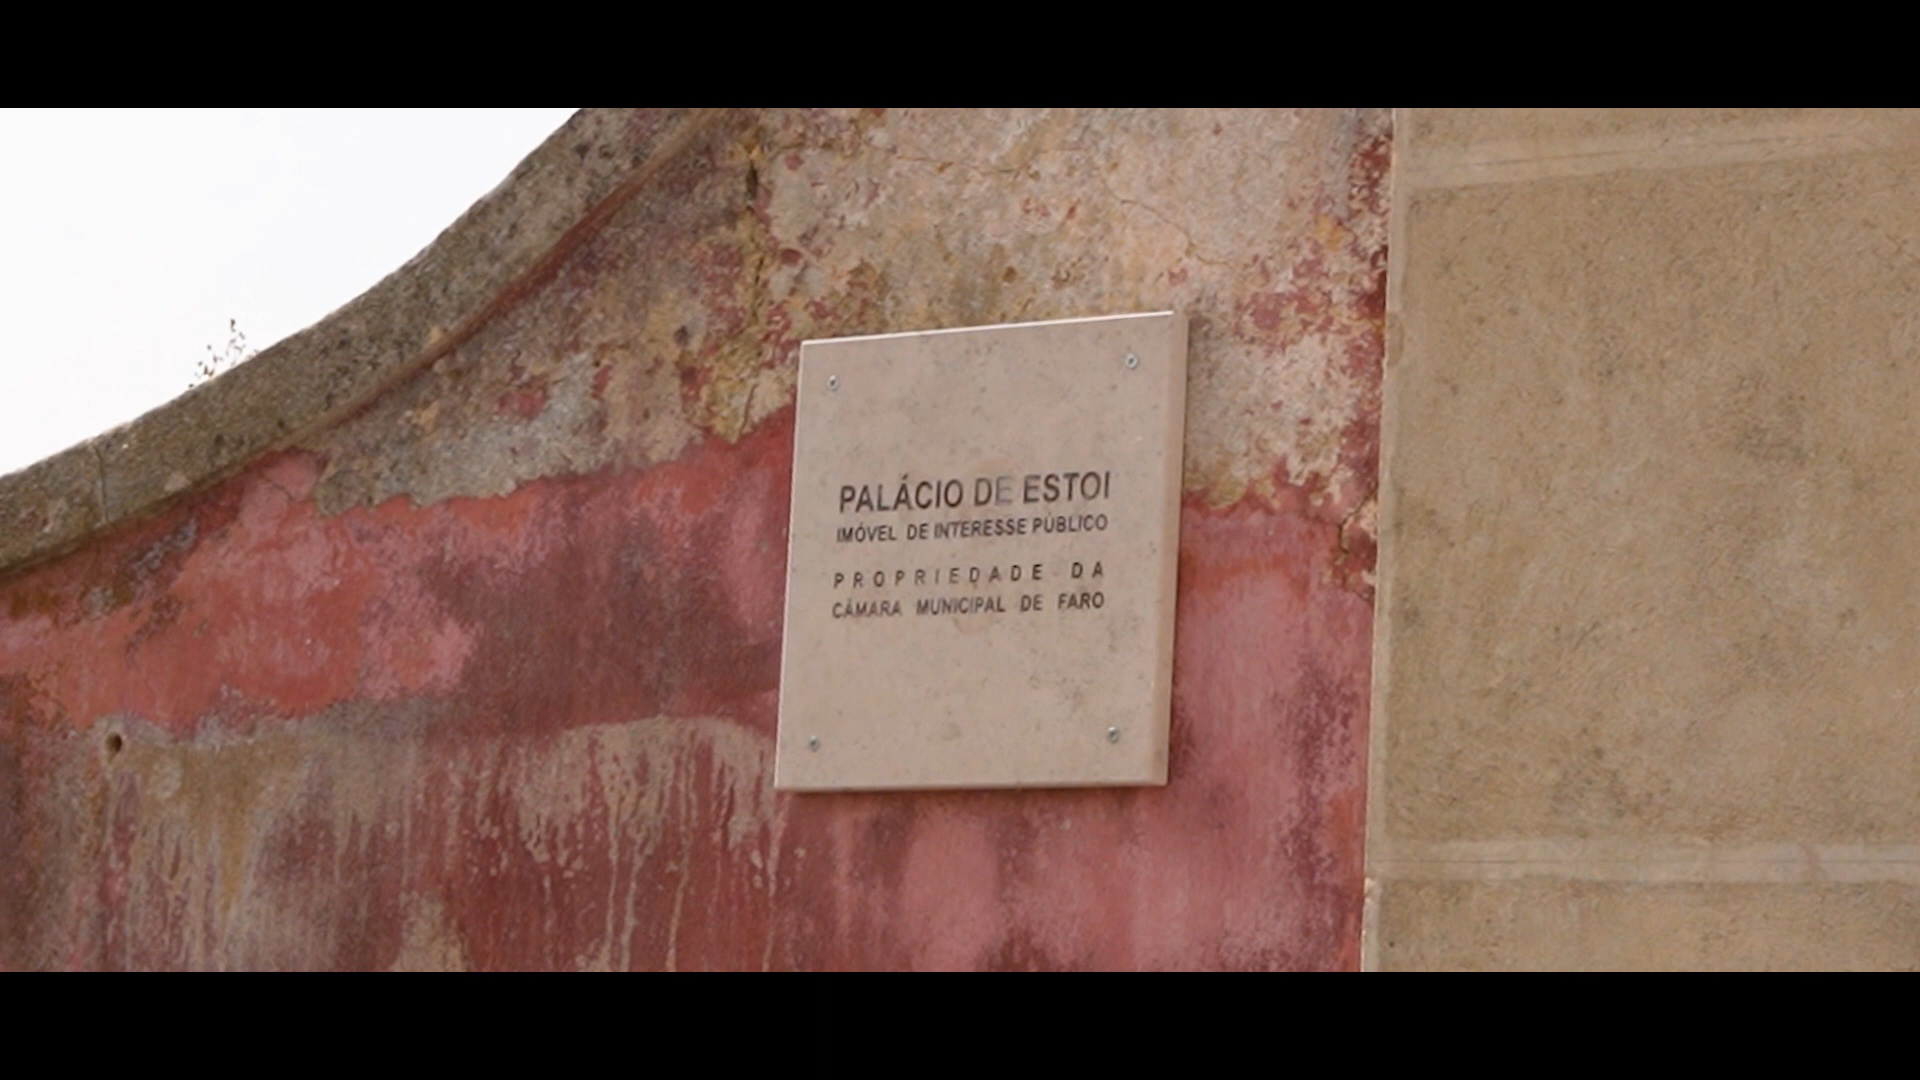 PALÁCIO DE ESTOI
IMÓVEL DE INTERESSE PÚBLICO
PROPRIEDADE DA
CÂMARA MUNICIPAL DE FARO